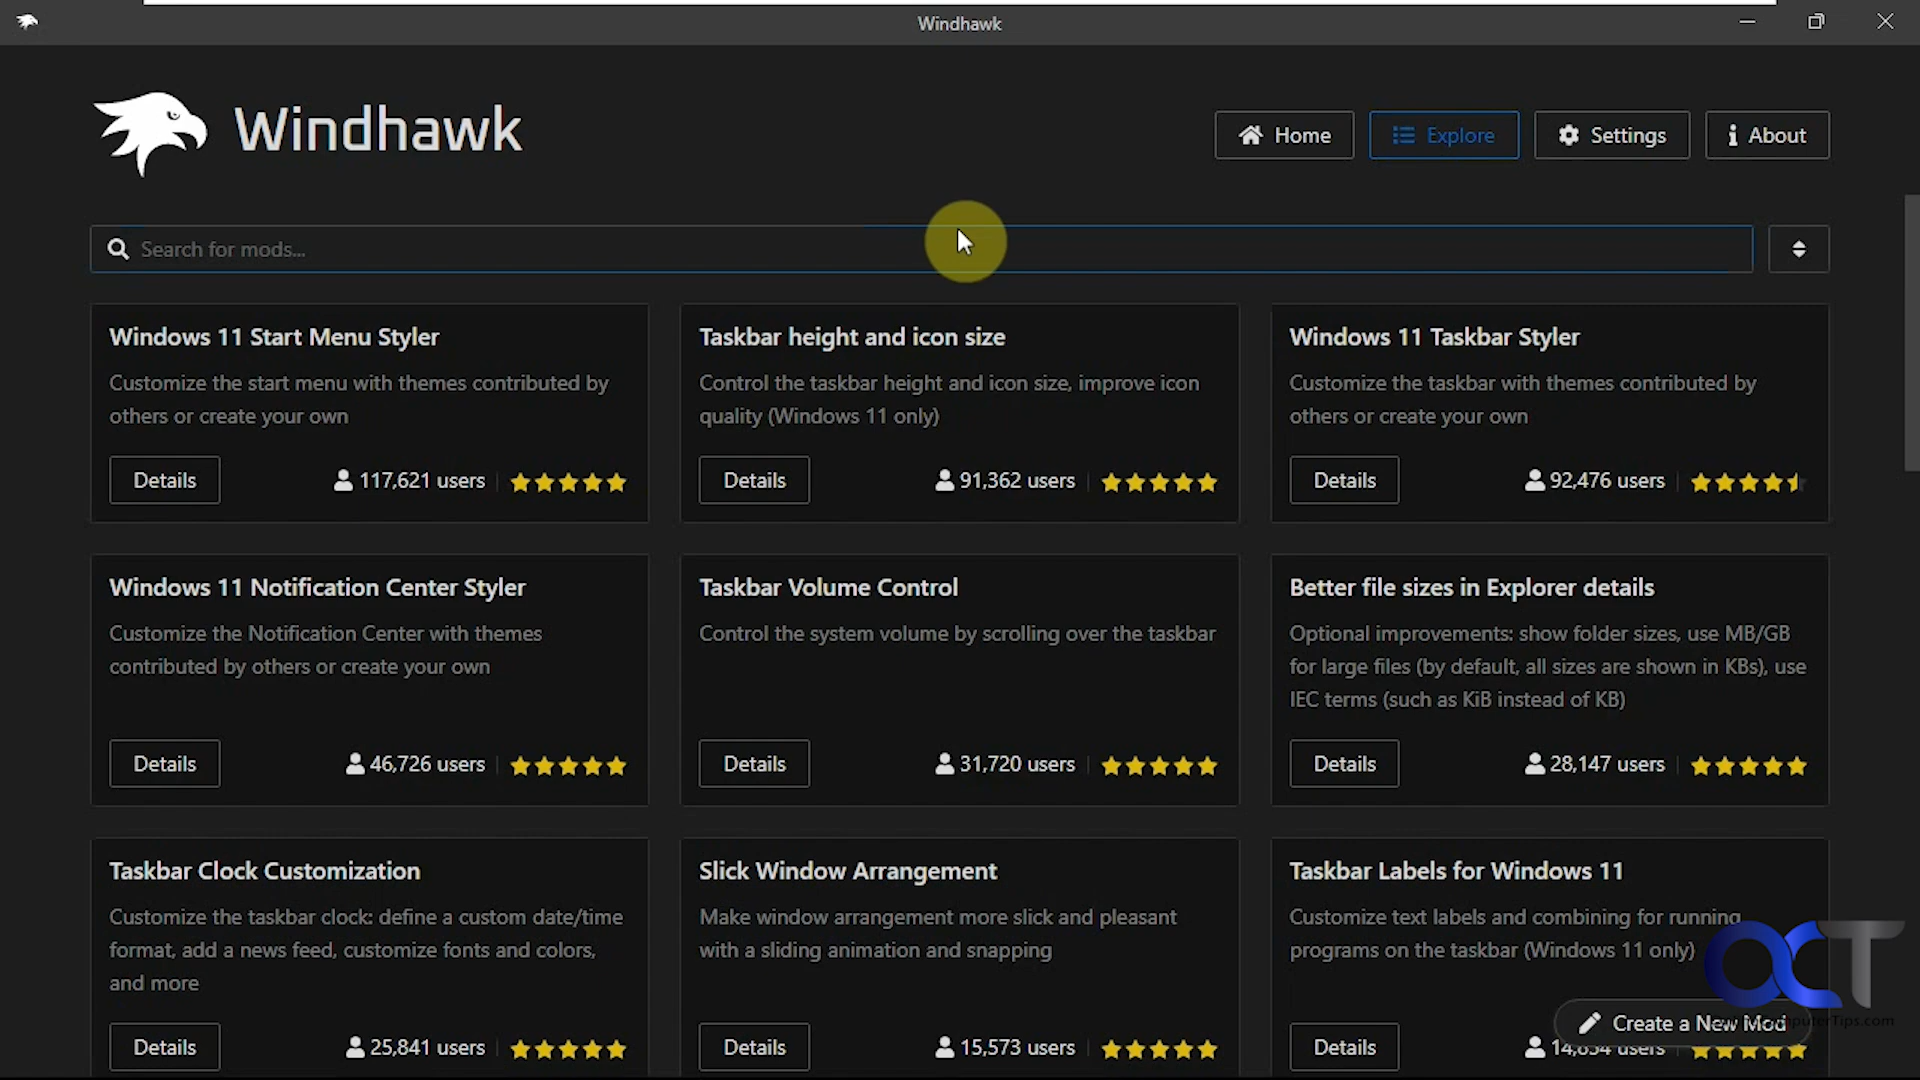 Windhawk
Windhawk
Home
Explore
Settings
About
Search for mods...
Windows 11 Start Menu Styler
Customize the start menu with themes contributed by
others or create your own
Details
117,621 users
Taskbar height and icon size
Control the taskbar height and icon size, improve icon
quality (Windows 11 only)
Details
91,362 users
Windows 11 Taskbar Styler
Customize the taskbar with themes contributed by
others or create your own
Details
92,476 users
Windows 11 Notification Center Styler
Customize the Notification Center with themes
contributed by others or create your own
Details
46,726 users
Taskbar Volume Control
Control the system volume by scrolling over the taskbar
Details
31,720 users
Better file sizes in Explorer details
Optional improvements: show folder sizes, use MB/GB
for large files (by default, all sizes are shown in KBs), use
IEC terms (such as KiB instead of KB)
Details
28,147 users
Taskbar Clock Customization
Customize the taskbar clock: define a custom date/time
format, add a news feed, customize fonts and colors,
and more
Details
25,841 users
Slick Window Arrangement
Make window arrangement more slick and pleasant
with a sliding animation and snapping
Details
15,573 users
Taskbar Labels for Windows 11
Customize text labels and combining for running
programs on the taskbar (Windows 11 only)
Details
users
OCT
Create a New Mod